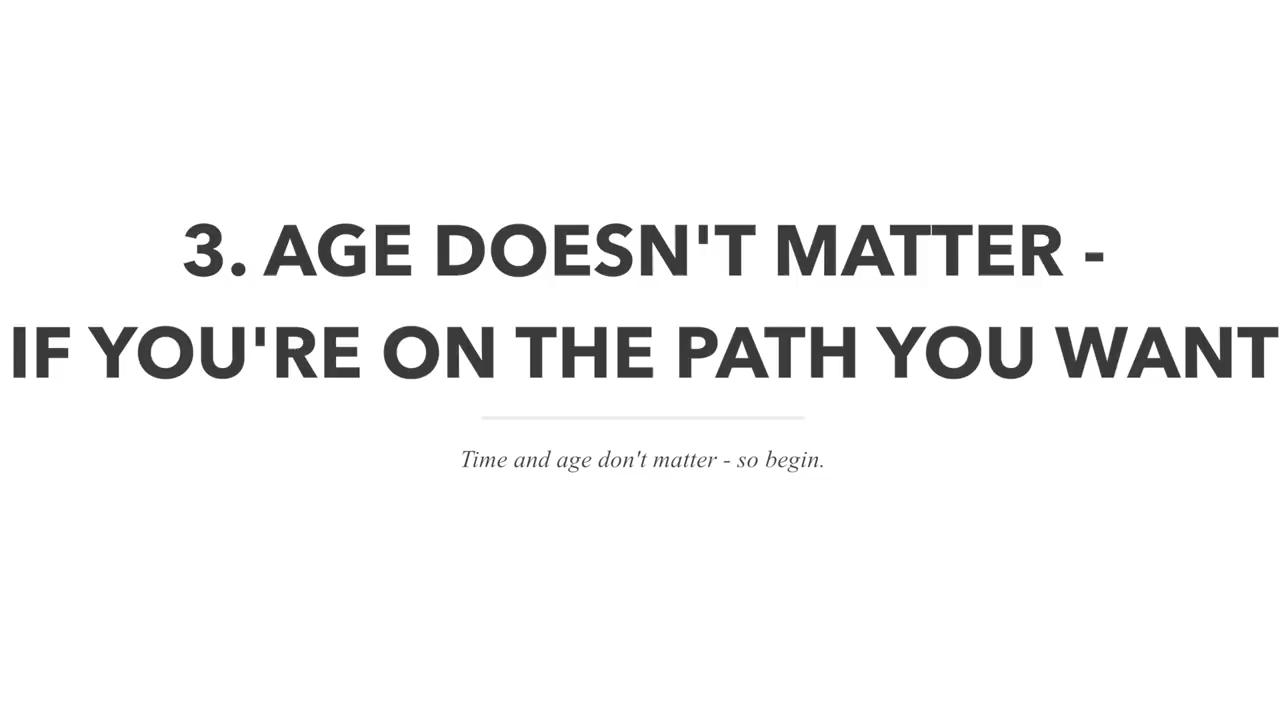 3. AGE DOESN'T MATTER -
IF YOU'RE ON THE PATH YOU WANT
Time and age don't matter - so begin.